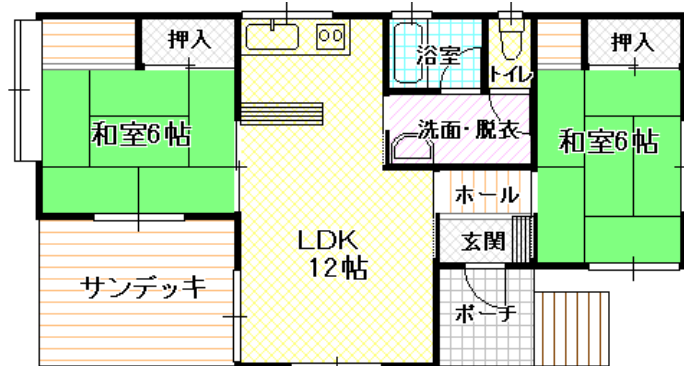 押入
浴室
トイレ
押入
和室6帖
洗面・脱衣
和室6帖
ホール
LDK
12帖
玄関
サンデッキ
ポーチ